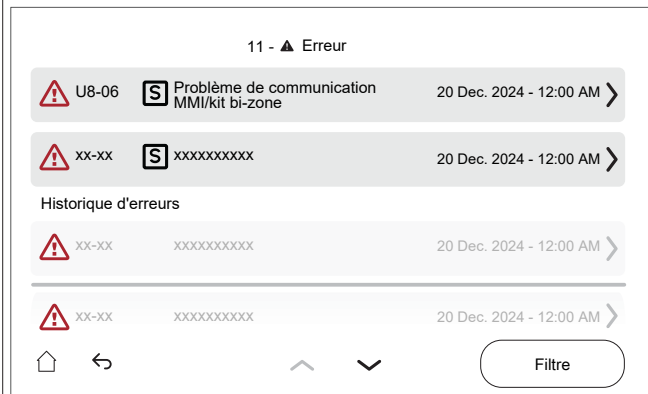 11 - Erreur
U8-06 S Problème de communication 20 Dec. 2024 - 12:00 AM
MMI/kit bi-zone
xx-xx S xxxxxxxxxx 20 Dec. 2024 - 12:00 AM
Historique d'erreurs
xx-xx xxxxxxxxxx 20 Dec. 2024 - 12:00 AM
xx-xx xxxxxxxxxx 20 Dec. 2024 - 12:00 AM
Filtre